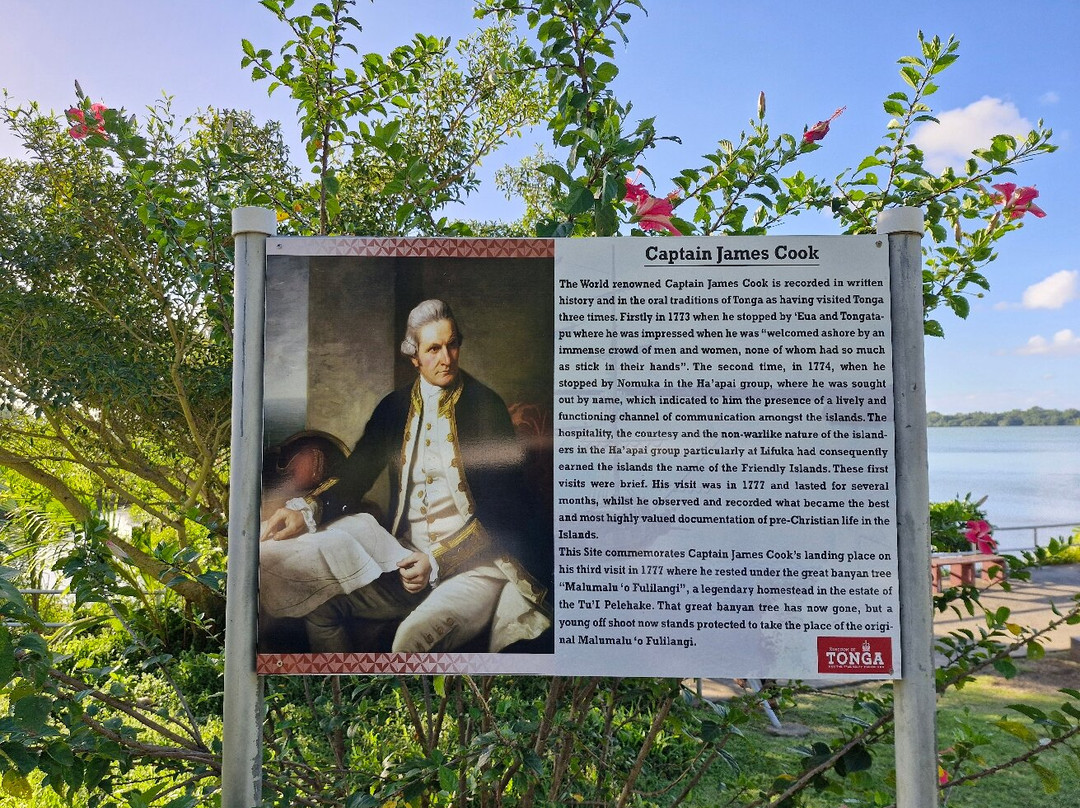 Captain James Cook
The World renowned Captain James Cook is recorded in written
history and in the oral traditions of Tonga as having visited Tonga
three times. Firstly in 1773 when he stopped by ‘Eua and Tongata-
pu where he was impressed when he was “welcomed ashore by an
immense crowd of men and women, none of whom had so much
as stick in their hands”. The second time, in 1774, when he
stopped by Nomuka in the Ha’apai group, where he was sought
out by name, which indicated to him the presence of a lively and
functioning channel of communication amongst the islands. The
hospitality, the courtesy and the non-warlike nature of the island-
ers in the Ha’apai group particularly at Lifuka had consequently
earned the islands the name of the Friendly Islands. These first
visits were brief. His visit was in 1777 and lasted for several
months, whilst he observed and recorded what became the best
and most highly valued documentation of pre-Christian life in the
Islands.
This Site commemorates Captain James Cook’s landing place on
his third visit in 1777 where he rested under the great banyan tree
“Malumalu ‘o Fulilangi”, a legendary homestead in the estate of
the Tu’I Pelehake. That great banyan tree has now gone, but a
young off shoot now stands protected to take the place of the origi-
nal Malumalu ‘o Fulilangi.
TONGA